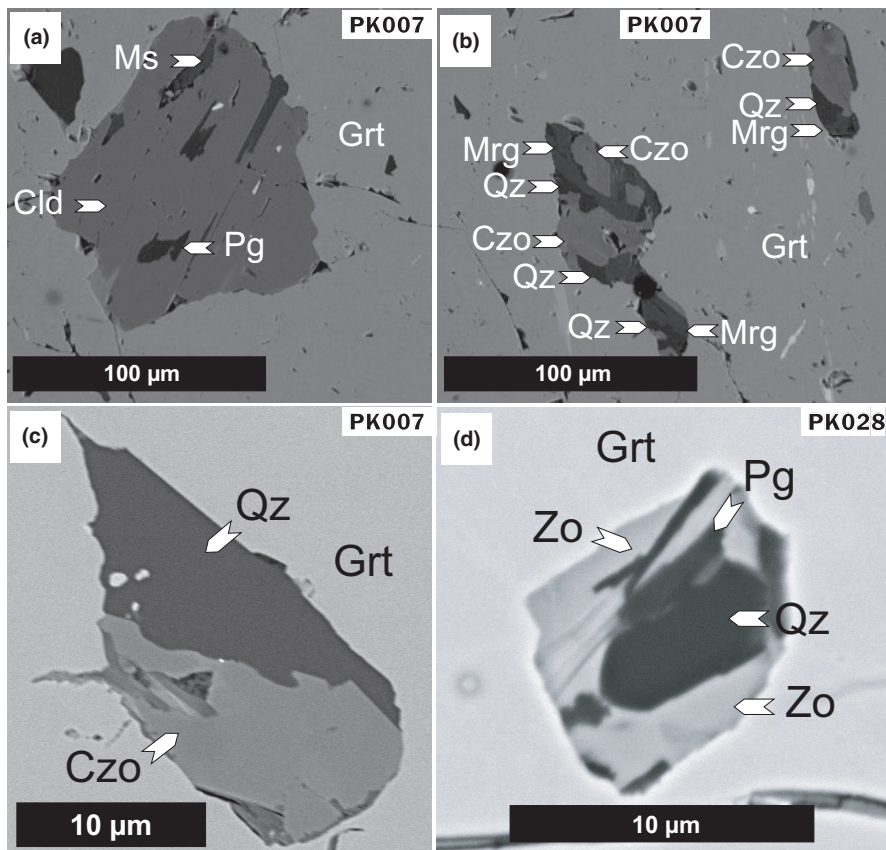 (a)
PK007
Ms
Grt
Cld
Pg
100 µm
(b)
PK007
Czo
Qz
Mrg
Mrg
Czo
Qz
Czo
Grt
Qz
Qz
Mrg
100 µm
(c)
PK007
Qz
Grt
Czo
10 µm
(d)
PK028
Grt
Pg
Zo
Qz
Zo
10 µm